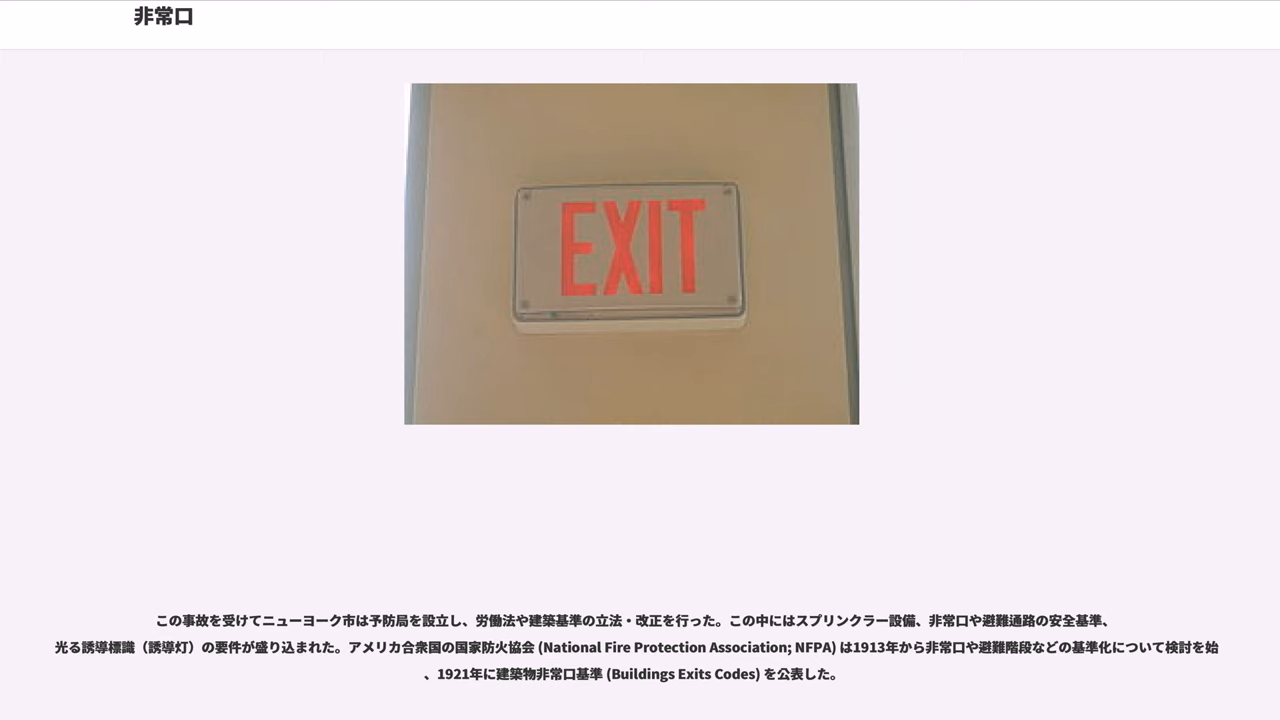 非常口
EXIT
この事故を受けてニューヨーク市は予防局を設立し、労働法や建築基準の立法・改正を行った。この中にはスプリンクラー設備、非常口や避難通路の安全基準、
光る誘導標識（誘導灯）の要件が盛り込まれた。アメリカ合衆国の国家防火協会 (National Fire Protection Association; NFPA) は1913年から非常口や避難階段などの基準化について検討を始
、1921年に建築物非常口基準 (Buildings Exits Codes) を公表した。